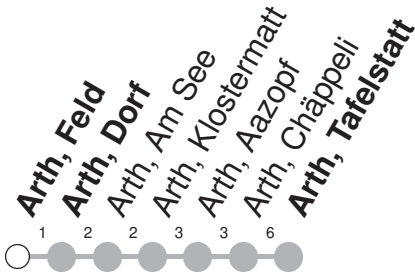 Arth, Feld
Arth, Dorf
Arth, Am See
Arth, Klostermatt
Arth, Aazopf
Arth, Chäppeli
Arth, Tafelstatt
1 2 2 3 3 6